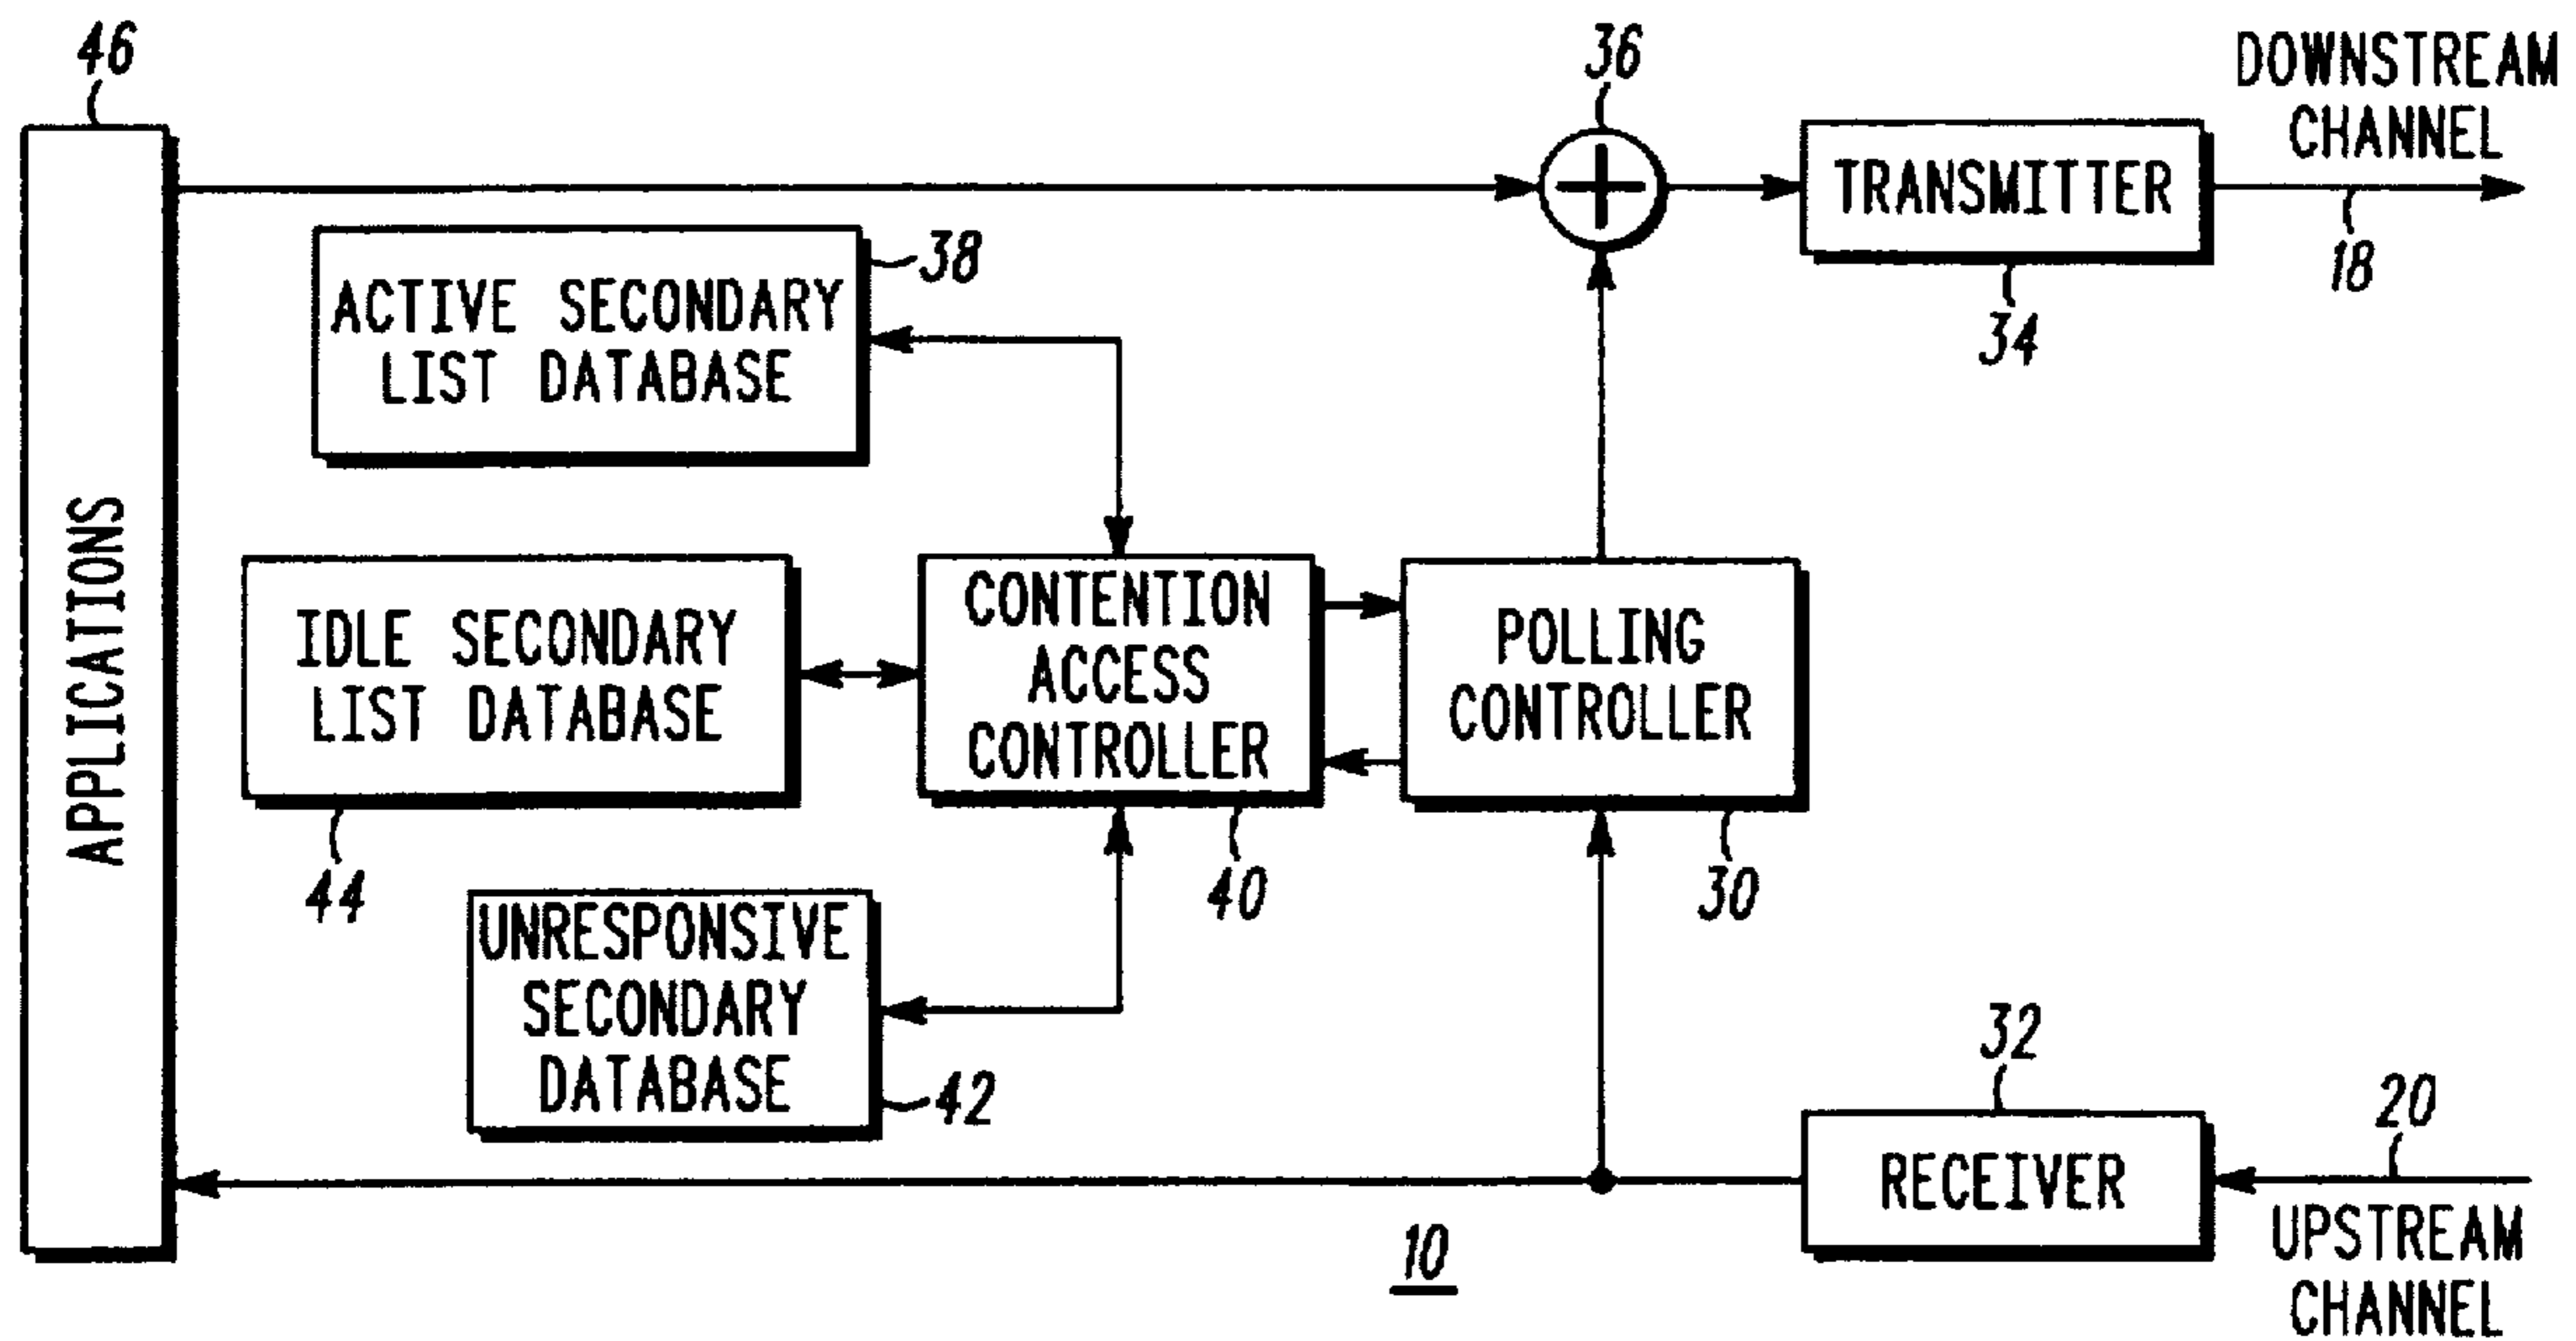 46
36
DOWNSTREAM
CHANNEL
TRANSMITTER
18
34
ACTIVE SECONDARY
LIST DATABASE
38
APPLICATIONS
IDLE SECONDARY
LIST DATABASE
44
CONTENTION
ACCESS
CONTROLLER
40
POLLING
CONTROLLER
30
UNRESPONSIVE
SECONDARY
DATABASE
42
32
RECEIVER
20
UPSTREAM
CHANNEL
10